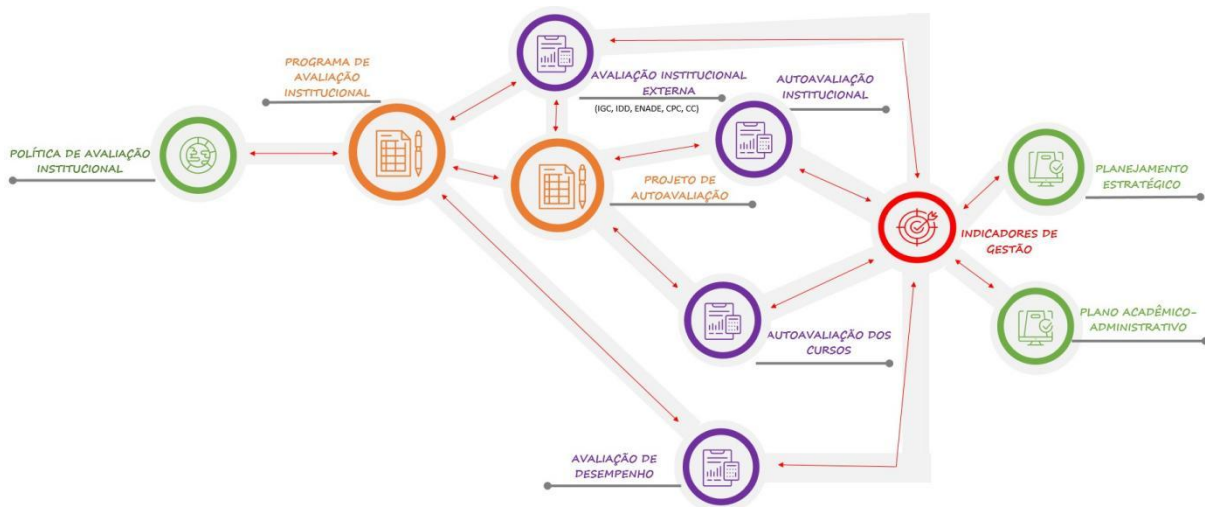 PROGRAMA DE
AVALIAÇÃO
INSTITUCIONAL
POLÍTICA DE AVALIAÇÃO
INSTITUCIONAL
AVALIAÇÃO INSTITUCIONAL
EXTERNA
(IGC, IDD, ENADE, CPC, CC)
AUTOAVALIAÇÃO
INSTITUCIONAL
PROJETO DE
AUTOAVALIAÇÃO
PLANEJAMENTO
ESTRATÉGICO
INDICADORES DE
GESTÃO
PLANO ACADÊMICO-
ADMINISTRATIVO
AUTOAVALIAÇÃO DOS
CURSOS
AVALIAÇÃO DE
DESEMPENHO